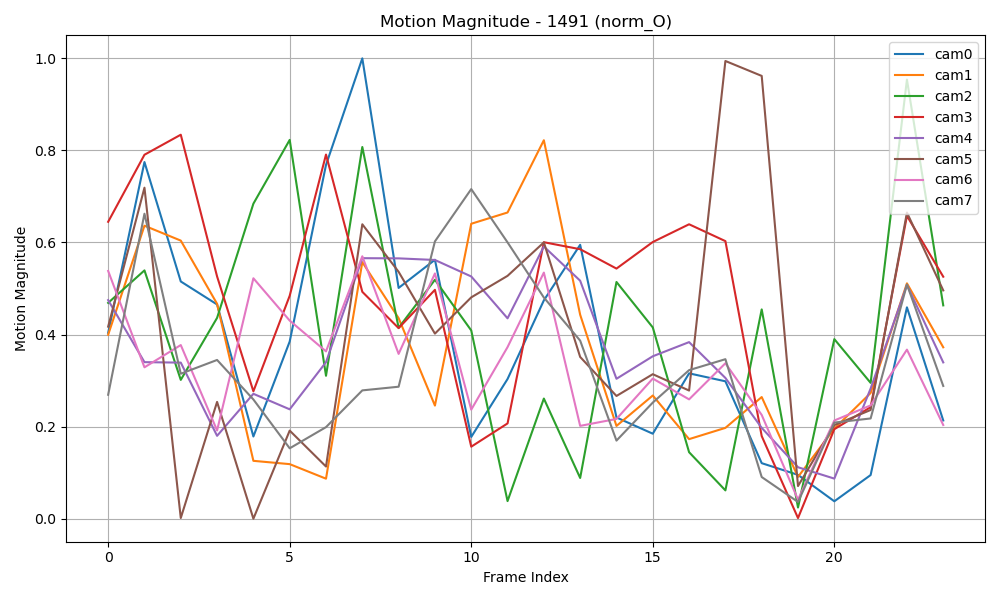 Motion Magnitude - 1491 (norm_O)
Motion Magnitude
1.0
0.8
0.6
0.4
0.2
0.0
0
5
10
15
20
Frame Index
cam0
cam1
cam2
cam3
cam4
cam5
cam6
cam7